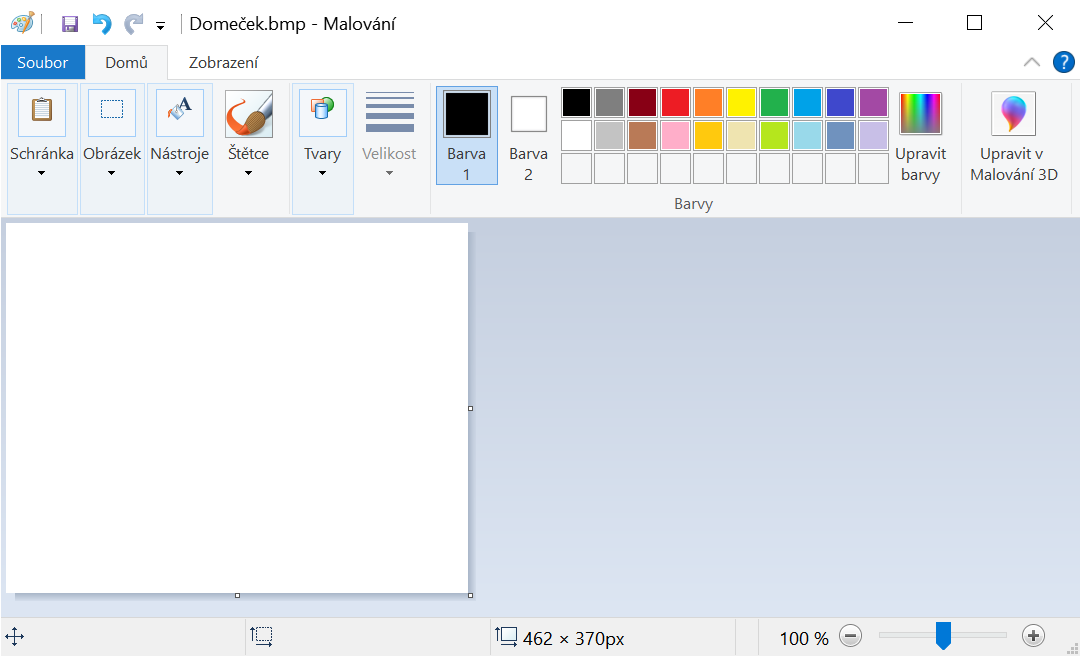 Domeček.bmp - Malování
Soubor Domů Zobrazení ?
Schránka Obrázek Nástroje Štětce Tvary Velikost Barva 1 Barva 2 Upravit barvy Upravit v Malování 3D
Barvy
462 × 370px 100 %